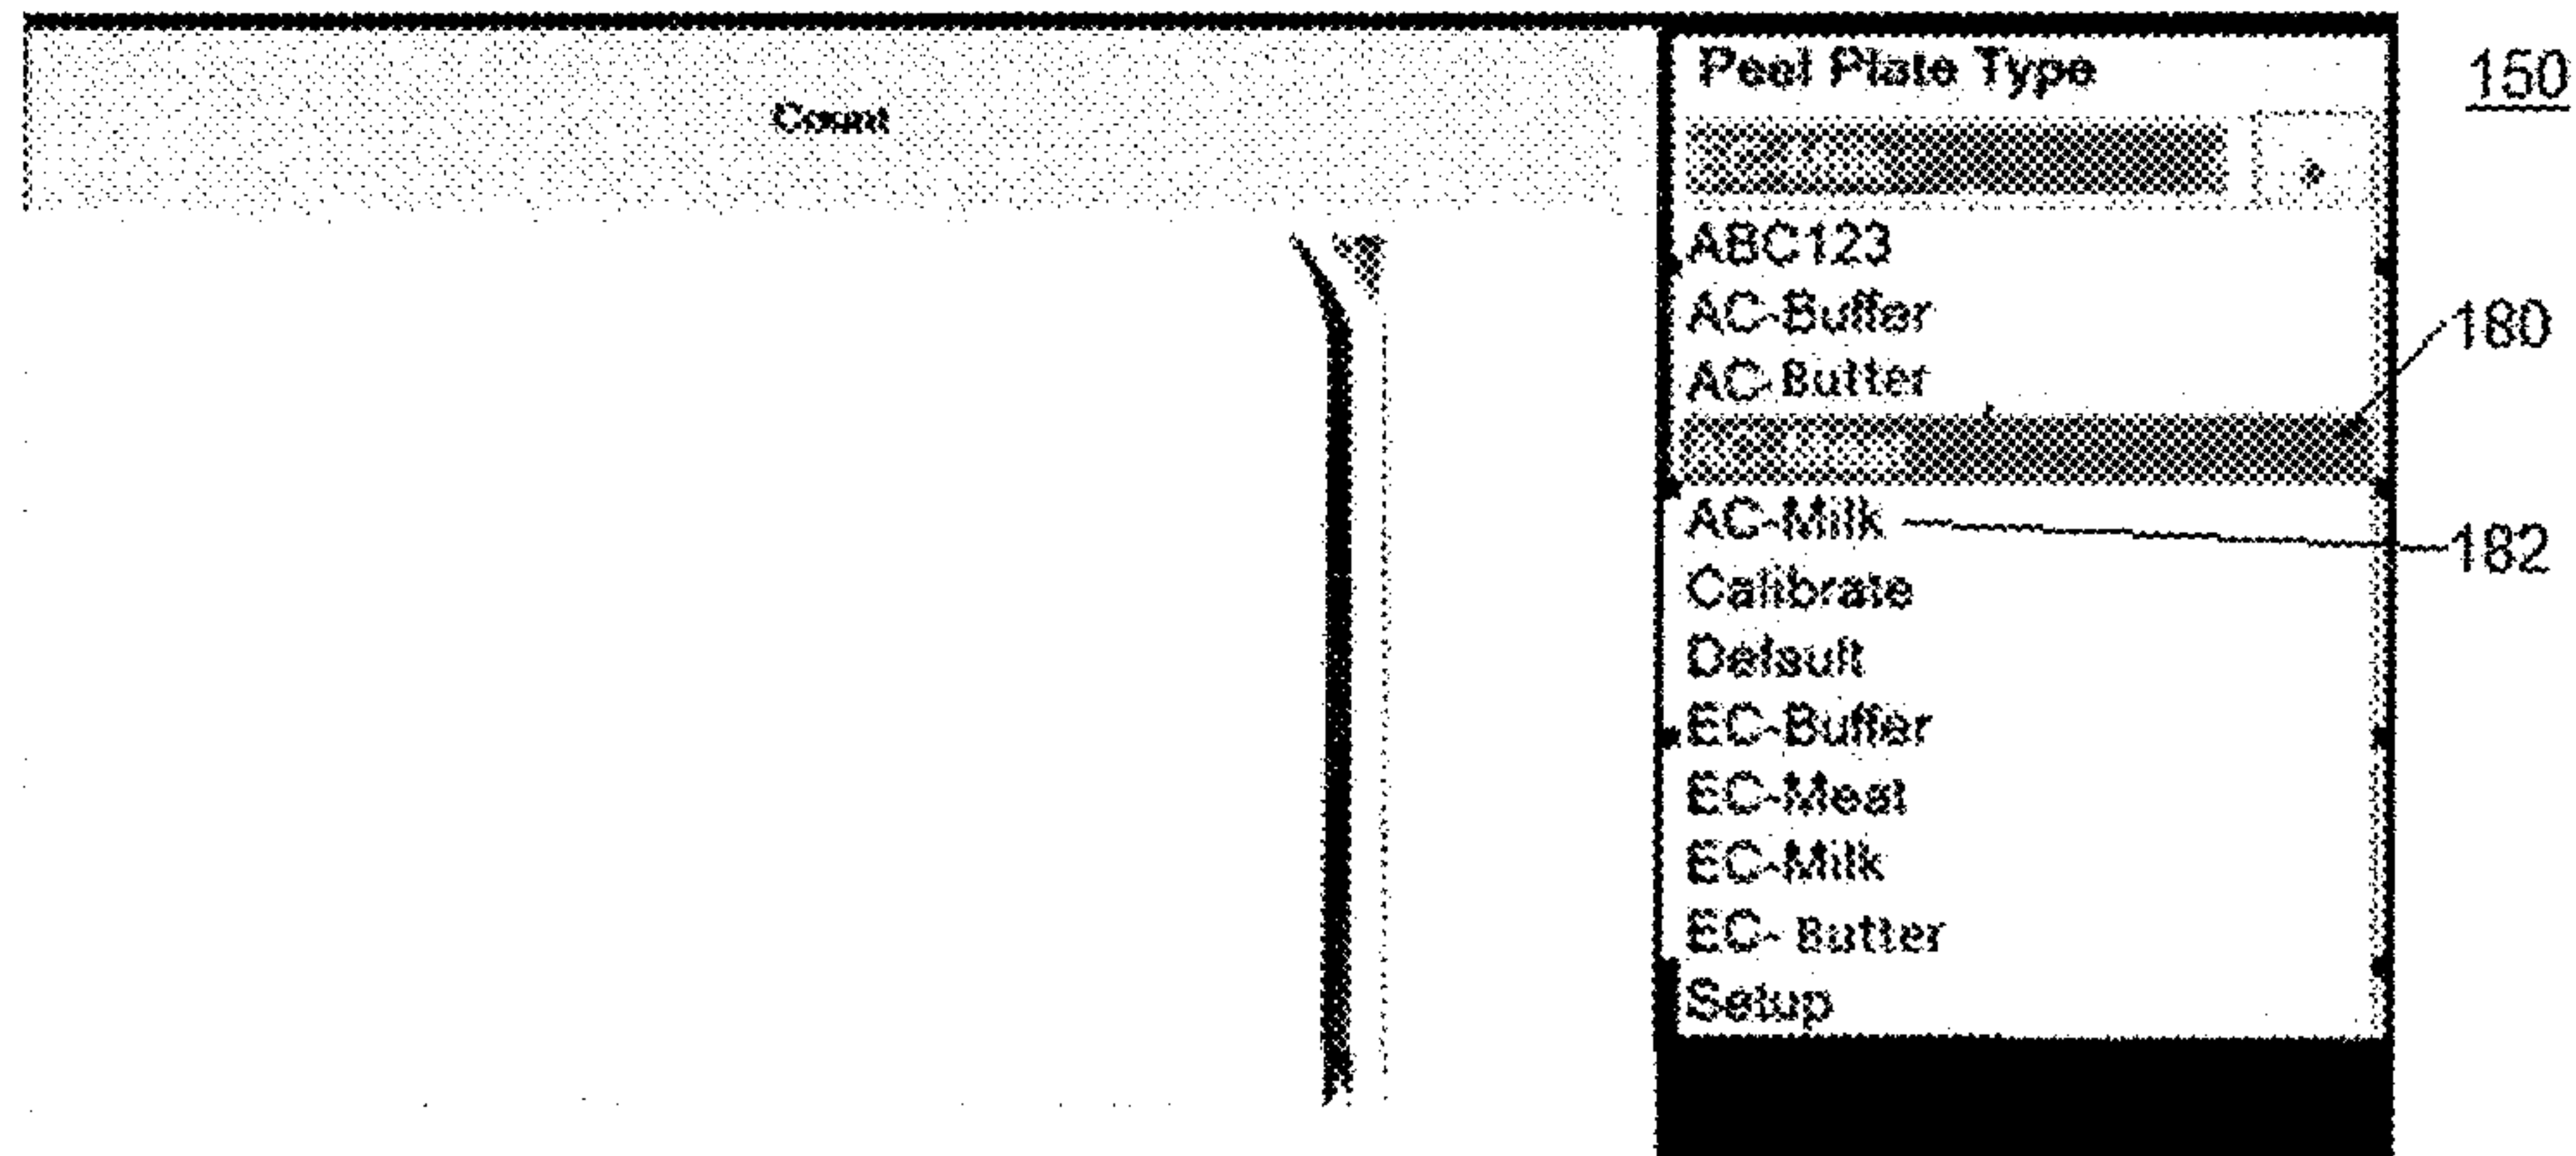 Peel Plate Type
150
Count
ABC123
AC-Buffer
180
AC-Butter
AC-Milk
182
Calibrate
Default
EC-Buffer
EC-Meat
EC-Milk
EC- Butter
Setup